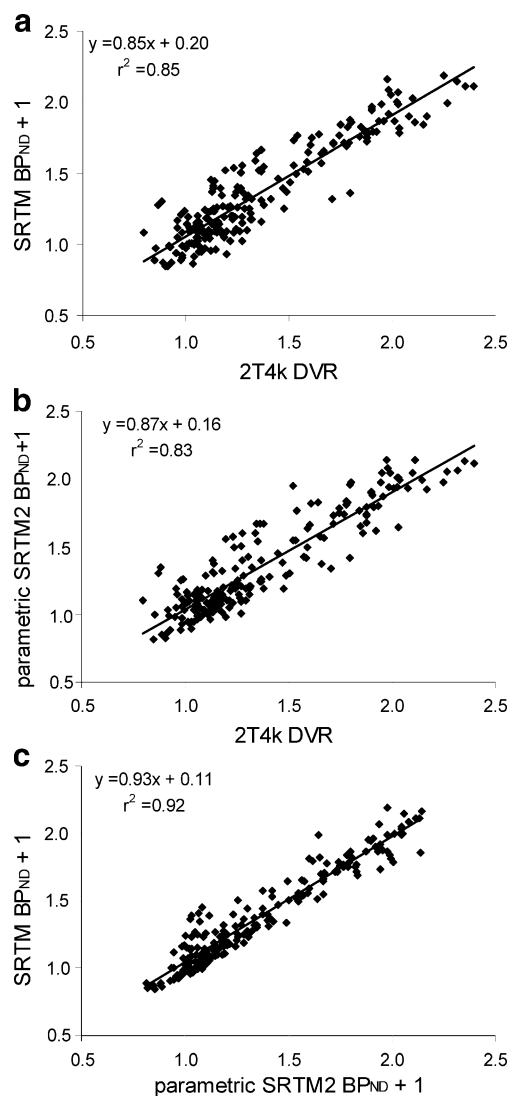 a
y =0.85x + 0.20
r² =0.85
2.5
2.0
1.5
1.0
0.5
SRTM BPND + 1
0.5 1.0 1.5 2.0 2.5
2T4k DVR
b
y=0.87x + 0.16
r² =0.83
2.5
2.0
1.5
1.0
0.5
parametric SRTM2 BPND+1
0.5 1.0 1.5 2.0 2.5
2T4k DVR
c
y=0.93x + 0.11
r² =0.92
2.5
2.0
1.5
1.0
0.5
SRTM BPND + 1
0.5 1.0 1.5 2.0 2.5
parametric SRTM2 BPND + 1